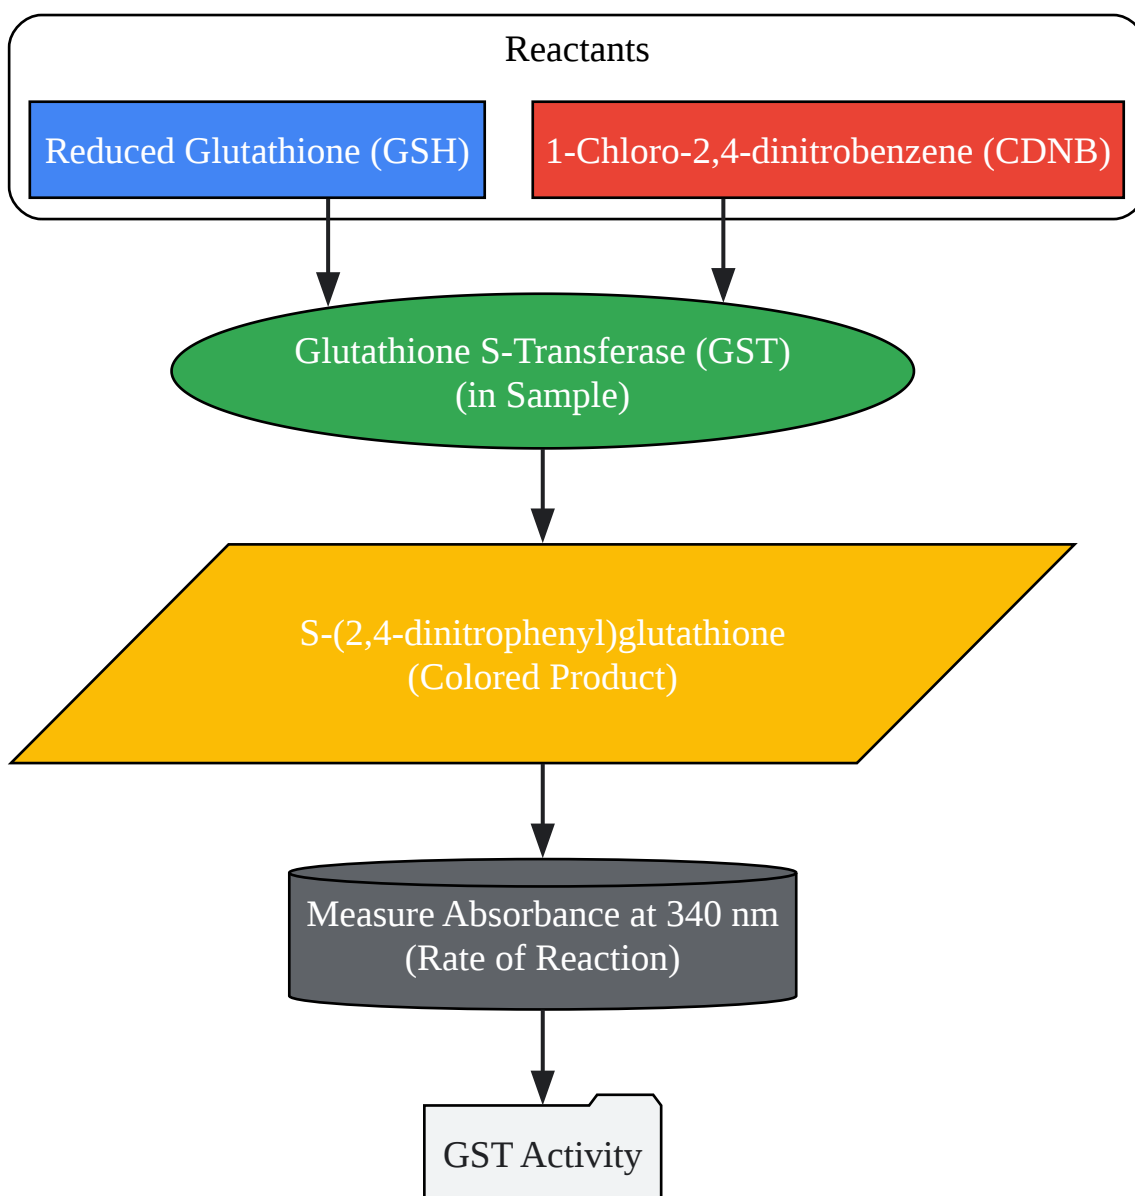 Reactants
Reduced Glutathione (GSH)
1-Chloro-2,4-dinitrobenzene (CDNB)
Glutathione S-Transferase (GST)
(in Sample)
S-(2,4-dinitrophenyl)glutathione
(Colored Product)
Measure Absorbance at 340 nm
(Rate of Reaction)
GST Activity